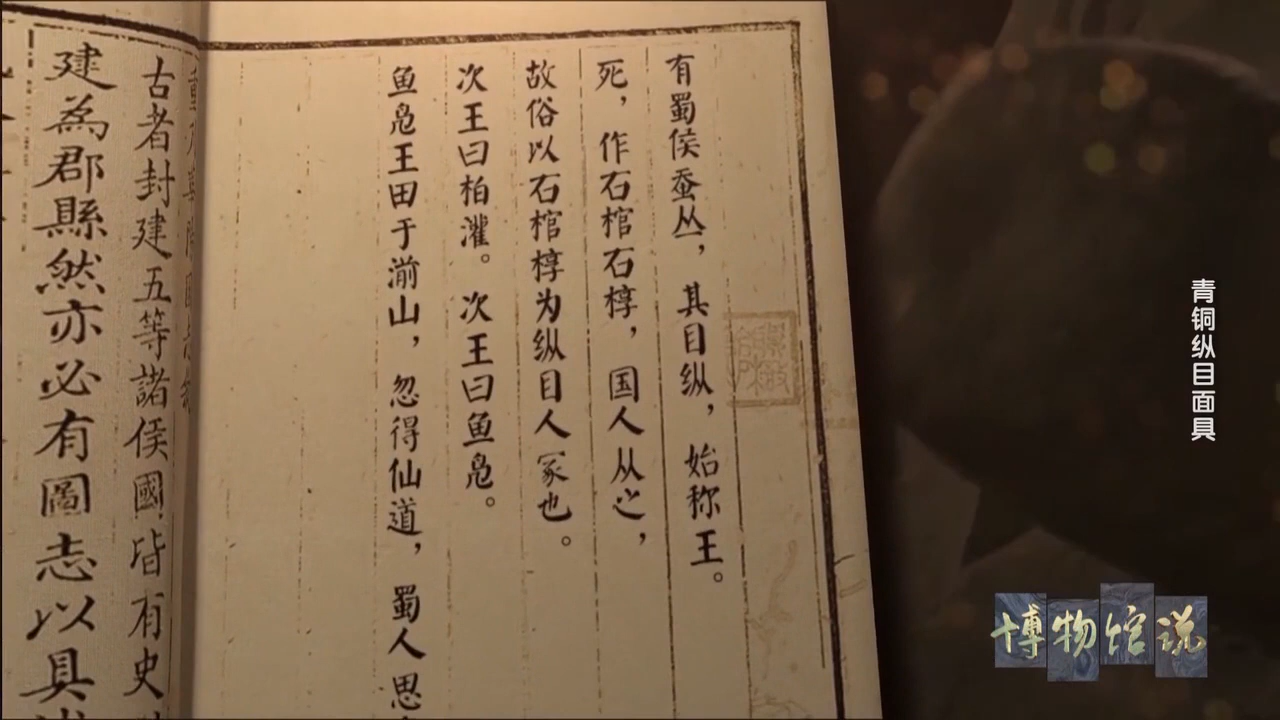 有蜀侯蚕丛，其目纵，始称王。
死，作石棺石椁，国人从之，
故俗以石棺椁为纵目人冢也。
次王曰柏灌。次王曰鱼凫。
鱼凫王田于湔山，忽得仙道，蜀人思
古者封建五等諸侯國皆有史
建為郡縣然亦必有圖志以具
青铜纵目面具
博物馆说